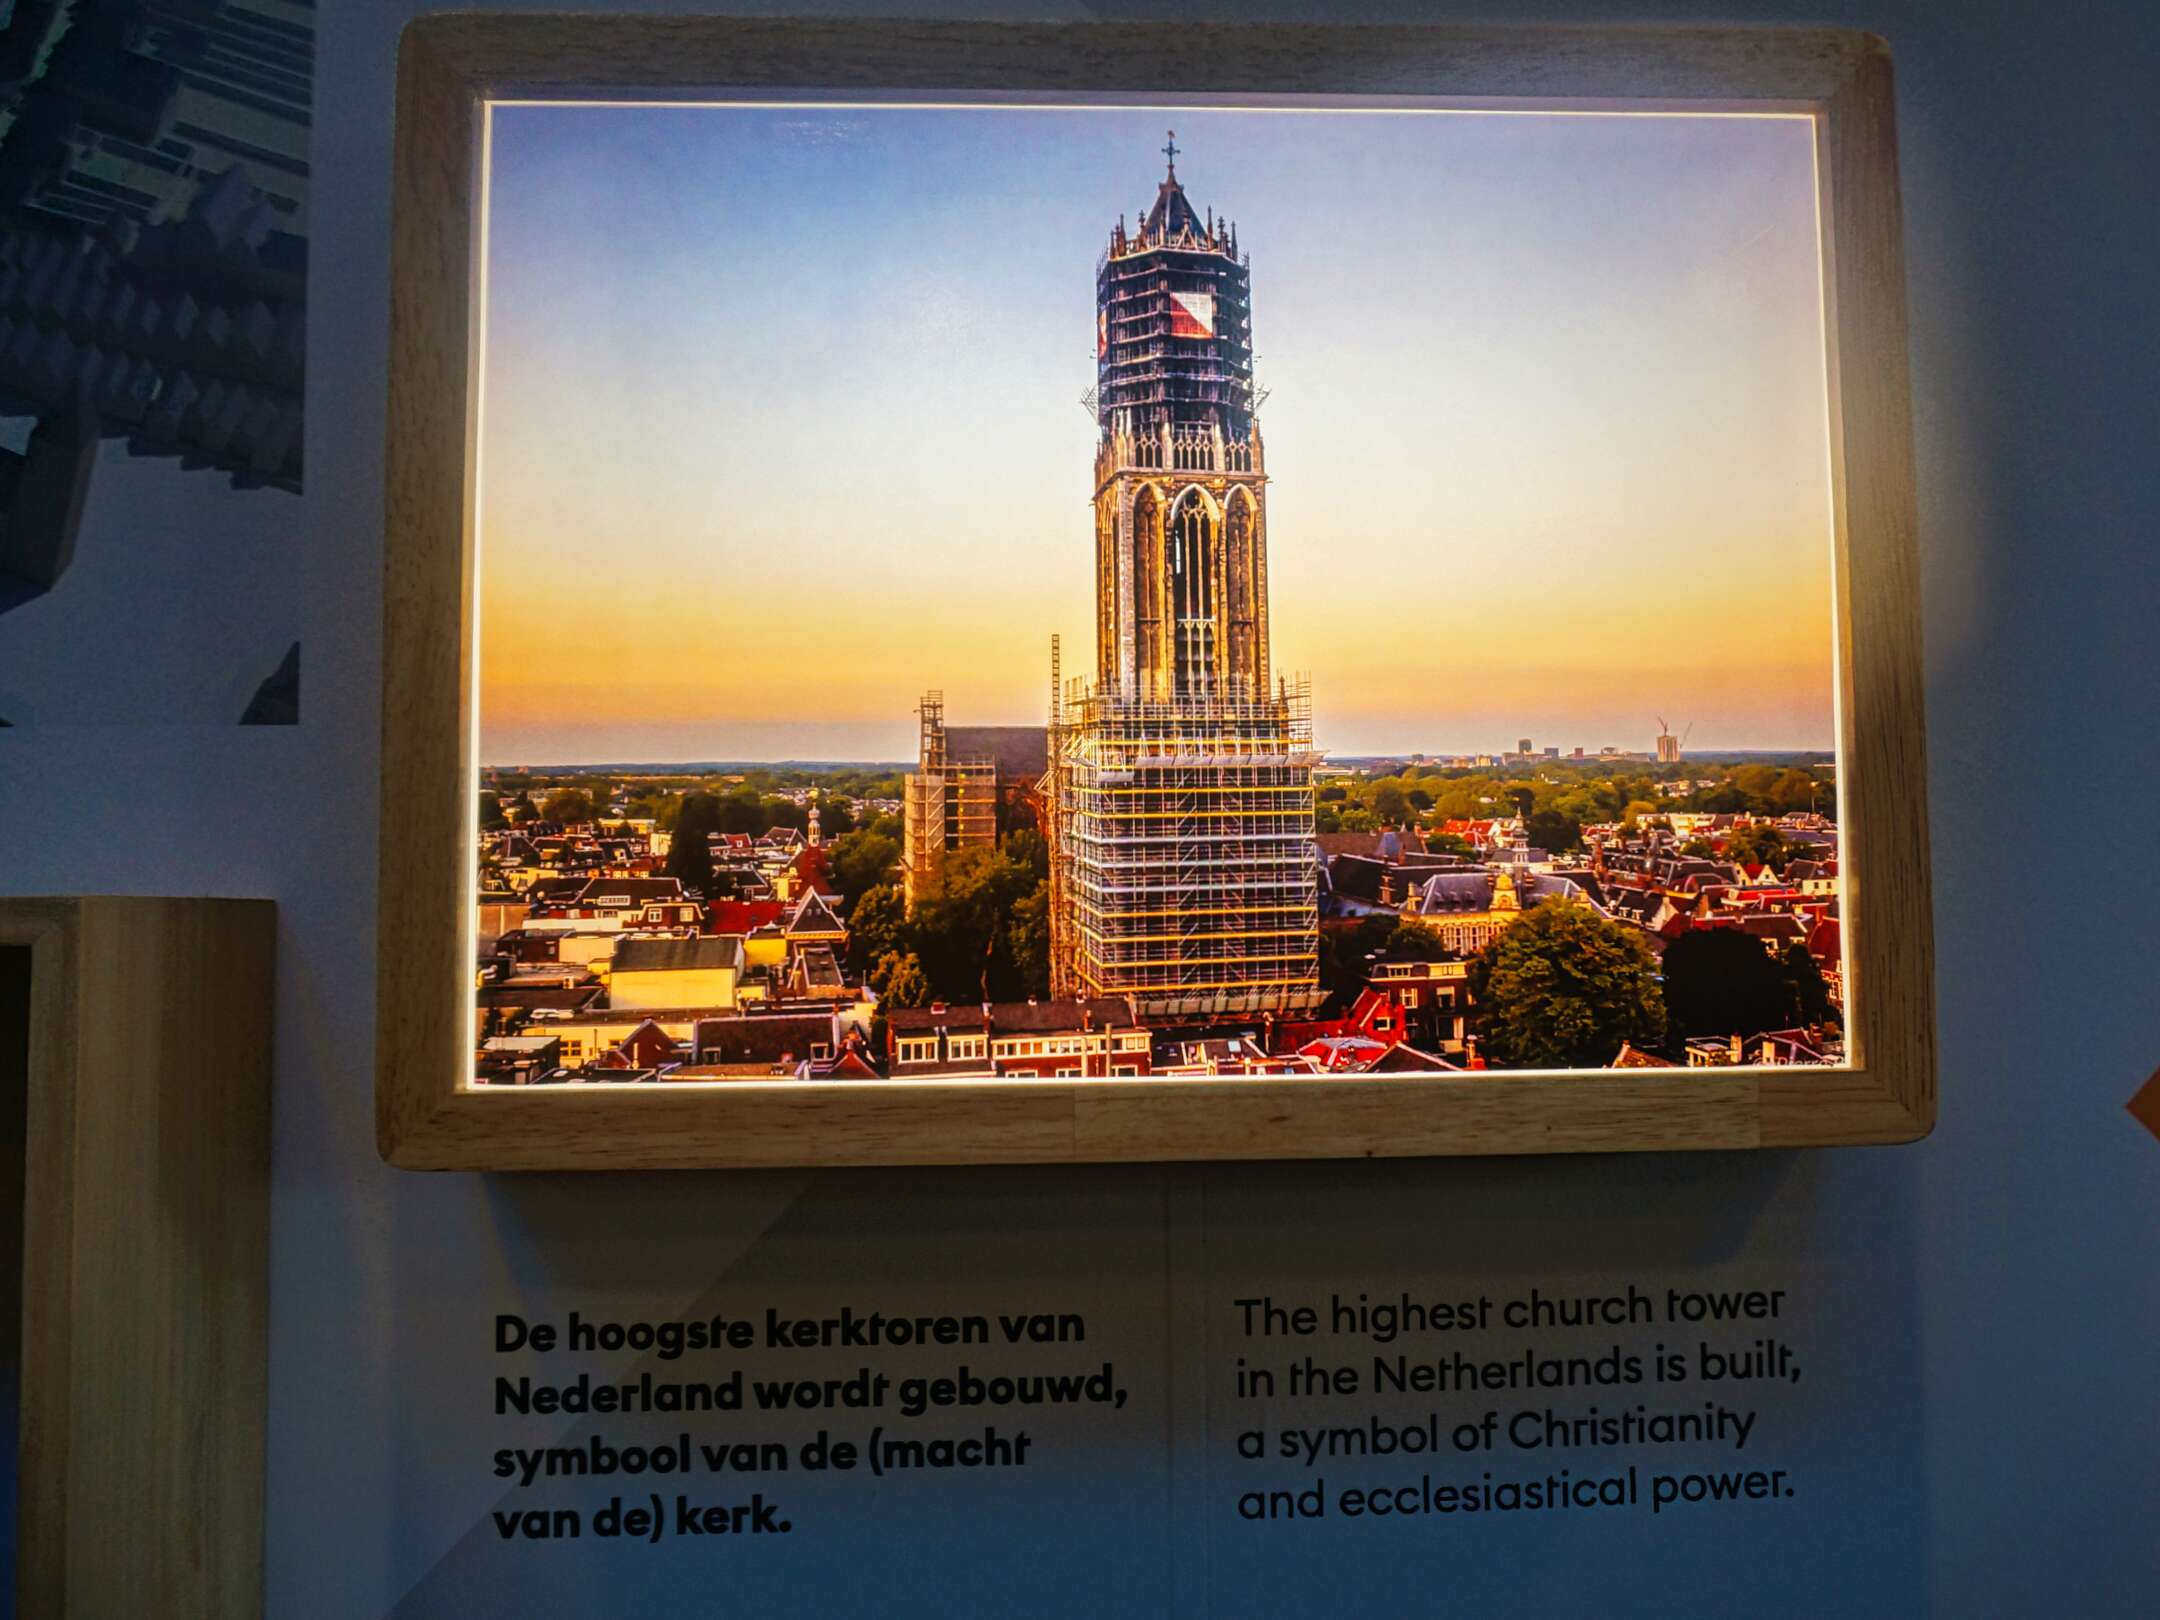 De hoogste kerktoren van
Nederland wordt gebouwd,
symbool van de (macht
van de) kerk.
The highest church tower
in the Netherlands is built,
a symbol of Christianity
and ecclesiastical power.